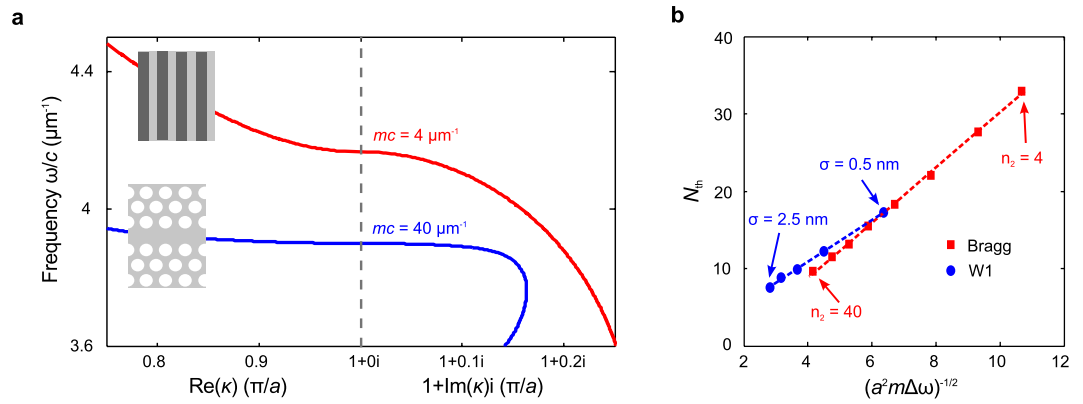 a
Frequency ω/c (μm⁻¹)
4.4
4
3.6
mc = 4 μm⁻¹
mc = 40 μm⁻¹
0.8 0.9 1+0i 1+0.1i 1+0.2i
Re(κ) (π/a) 1+Im(κ)i (π/a)
b
Nth
40
30
20
10
0
σ = 0.5 nm
n₂ = 4
σ = 2.5 nm
Bragg
W1
n₂ = 40
2 4 6 8 10 12
(a²mΔω)⁻¹/²